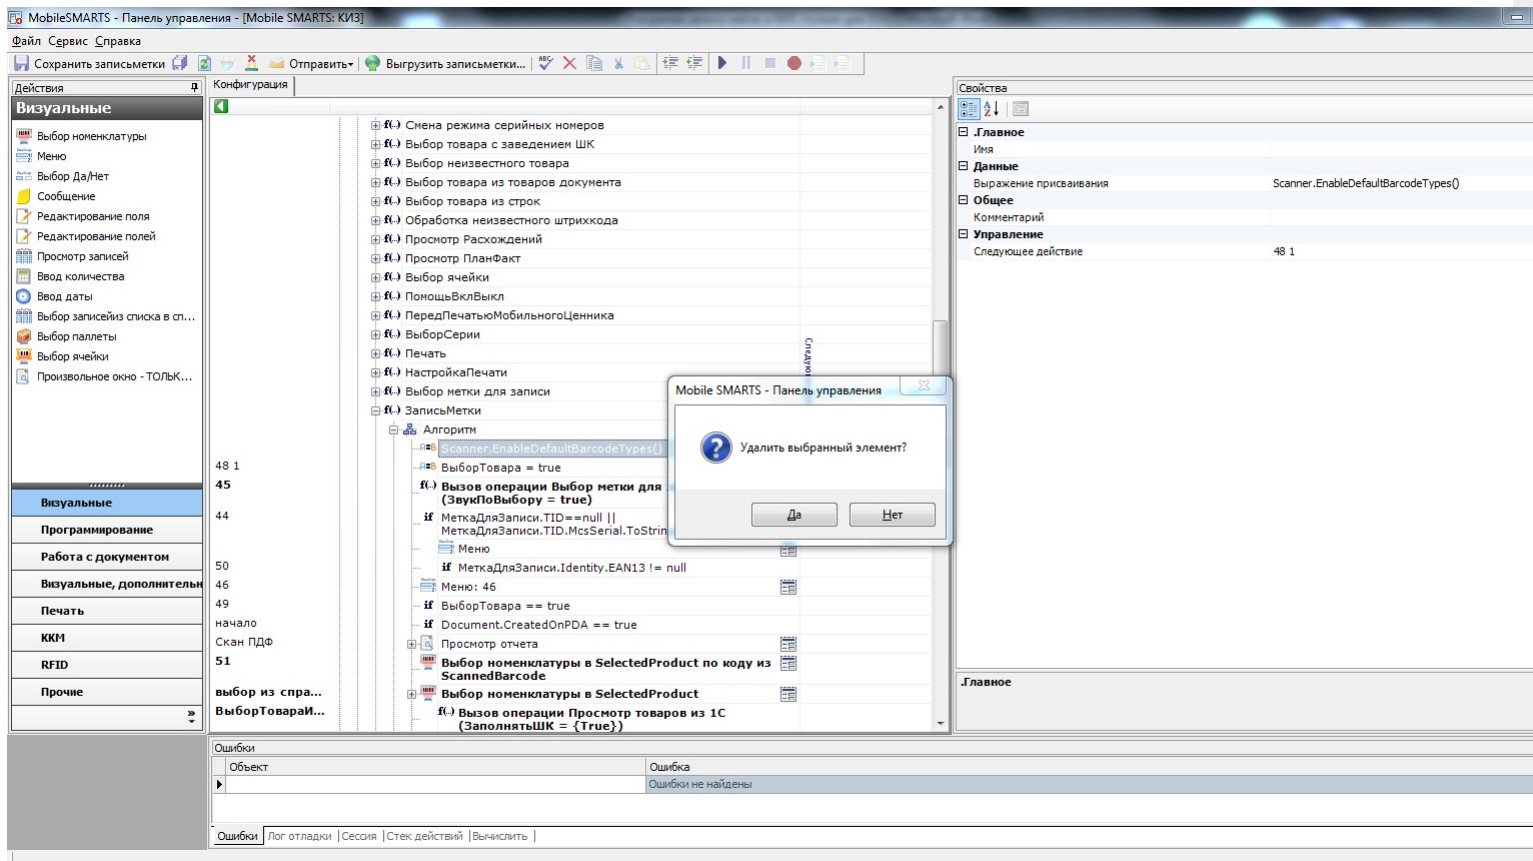 MobileSMARTS - Панель управления - [Mobile SMARTS: КИЗ]
Файл Сервис Справка
Сохранить записьметки Отправить Выгрузить записьметки...
Действия
Визуальные
Выбор номенклатуры
Меню
Выбор Да/Нет
Сообщение
Редактирование поля
Редактирование полей
Просмотр записей
Ввод количества
Ввод даты
Выбор записейиз списка в сп...
Выбор паллеты
Выбор ячейки
Произвольное окно - ТОЛЬК...
Визуальные
Программирование
Работа с документом
Визуальные, дополнительн
Печать
ККМ
RFID
Прочие
Конфигурация
f(..) Смена режима серийных номеров
f(..) Выбор товара с заведением ШК
f(..) Выбор неизвестного товара
f(..) Выбор товара из товаров документа
f(..) Выбор товара из строк
f(..) Обработка неизвестного штрихкода
f(..) Просмотр Расхождений
f(..) Просмотр ПланФакт
f(..) Выбор ячейки
f(..) ПомощьВклВыкл
f(..) ПередПечатьюМобильногоЦенника
f(..) ВыборСерии
f(..) Печать
f(..) НастройкаПечати
f(..) Выбор метки для записи
f(..) ЗаписьМетки
Алгоритм
Scanner.EnableDefaultBarcodeTypes()
48 1 ВыборТовара = true
45 f(..) Вызов операции Выбор метки для
(ЗвукПоВыбору = true)
44 if МеткаДляЗаписи.TID==null ||
МеткаДляЗаписи.TID.McsSerial.ToStrin
Меню
50 if МеткаДляЗаписи.Identity.EAN13 != null
46 Меню: 46
49 if ВыборТовара == true
начало if Document.CreatedOnPDA == true
Скан ПДФ Просмотр отчета
51 Выбор номенклатуры в SelectedProduct по коду из
ScannedBarcode
выбор из спра... Выбор номенклатуры в SelectedProduct
ВыборТовараИ... f(..) Вызов операции Просмотр товаров из 1С
(ЗаполнятьШК = {True})
Следую
Mobile SMARTS - Панель управления
Удалить выбранный элемент?
Да Нет
Свойства
.Главное
Имя
Данные
Выражение присваивания Scanner.EnableDefaultBarcodeTypes()
Общее
Комментарий
Управление
Следующее действие 48 1
.Главное
Ошибки
Объект Ошибка
Ошибки не найдены
Ошибки Лог отладки Сессия Стек действий Вычислить